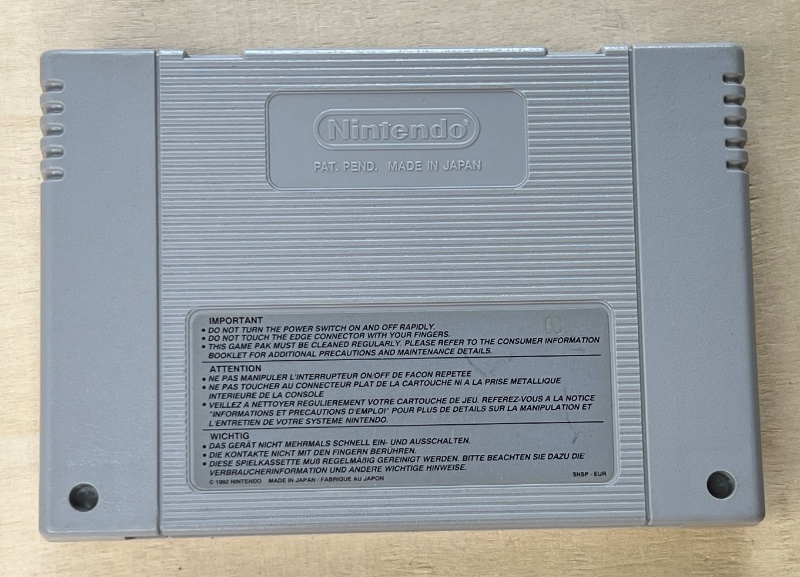 Nintendo®
PAT. PEND. MADE IN JAPAN
IMPORTANT
• DO NOT TURN THE POWER SWITCH ON AND OFF RAPIDLY.
• DO NOT TOUCH THE EDGE CONNECTOR WITH YOUR FINGERS.
• THIS GAME PAK MUST BE CLEANED REGULARLY. PLEASE REFER TO THE CONSUMER INFORMATION
BOOKLET FOR ADDITIONAL PRECAUTIONS AND MAINTENANCE DETAILS.
ATTENTION
• NE PAS MANIPULER L'INTERRUPTEUR ON/OFF DE FACON REPETEE
• NE PAS TOUCHER AU CONNECTEUR PLAT DE LA CARTOUCHE NI A LA PRISE METALLIQUE
INTERIEURE DE LA CONSOLE
• VEILLEZ A NETTOYER REGULIEREMENT VOTRE CARTOUCHE DE JEU. REFEREZ-VOUS A LA NOTICE
"INFORMATIONS ET PRECAUTIONS D'EMPLOI" POUR PLUS DE DETAILS SUR LA MANIPULATION ET
L'ENTRETIEN DE VOTRE SYSTEME NINTENDO.
WICHTIG
• DAS GERÄT NICHT MEHRMALS SCHNELL EIN- UND AUSSCHALTEN.
• DIE KONTAKTE NICHT MIT DEN FINGERN BERÜHREN.
• DIESE SPIELKASSETTE MUß REGELMÄßIG GEREINIGT WERDEN. BITTE BEACHTEN SIE DAZU DIE
VERBRAUCHERINFORMATION UND ANDERE WICHTIGE HINWEISE.
© 1992 NINTENDO MADE IN JAPAN / FABRIQUE AU JAPON
SNSP - EUR